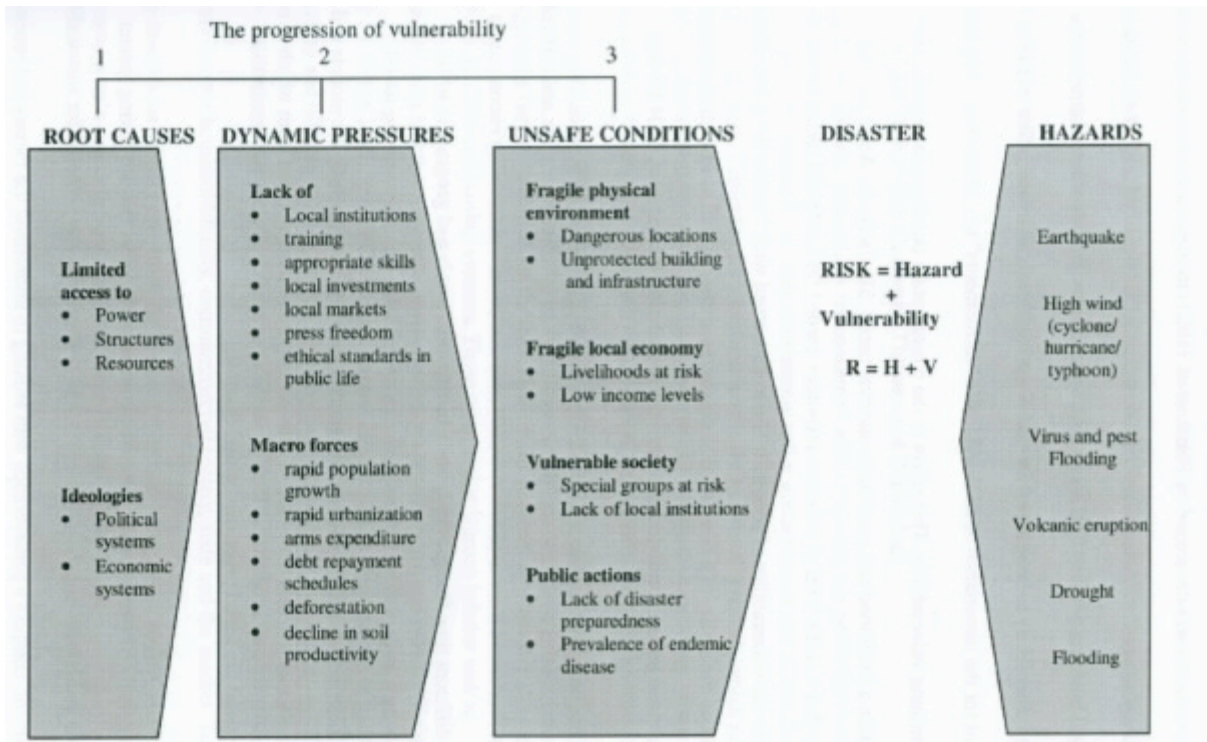 The progression of vulnerability
1
2
3
ROOT CAUSES
DYNAMIC PRESSURES
UNSAFE CONDITIONS
DISASTER
HAZARDS
Limited
access to
• Power
• Structures
• Resources
Ideologies
• Political
systems
• Economic
systems
Lack of
• Local institutions
• training
• appropriate skills
• local investments
• local markets
• press freedom
• ethical standards in
public life
Macro forces
• rapid population
growth
• rapid urbanization
• arms expenditure
• debt repayment
schedules
• deforestation
• decline in soil
productivity
Fragile physical
environment
• Dangerous locations
• Unprotected building
and infrastructure
Fragile local economy
• Livelihoods at risk
• Low income levels
Vulnerable society
• Special groups at risk
• Lack of local institutions
Public actions
• Lack of disaster
preparedness
• Prevalence of endemic
disease
RISK = Hazard
+
Vulnerability
R = H + V
Earthquake
High wind
(cyclone/
hurricane/
typhoon)
Virus and pest
Flooding
Volcanic eruption
Drought
Flooding